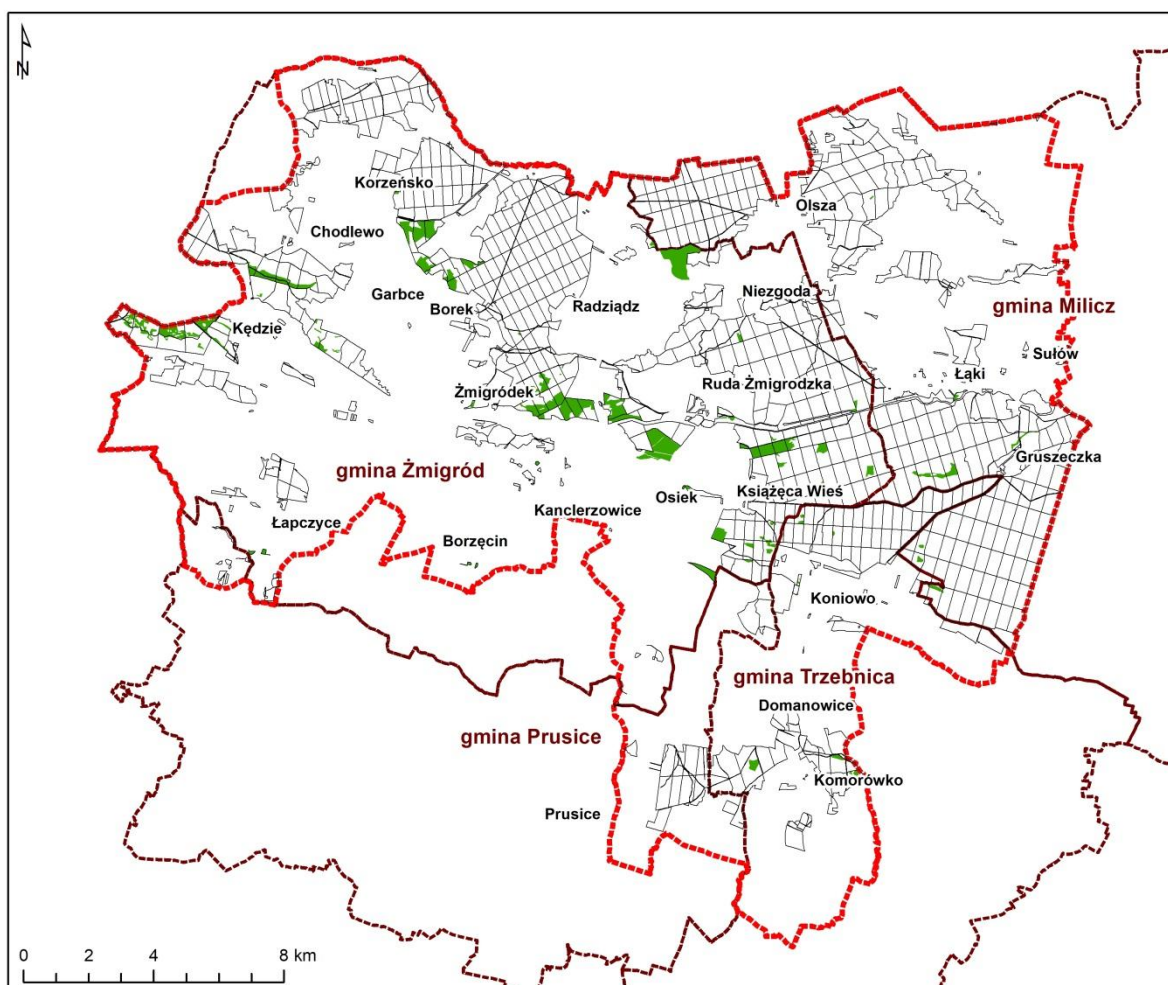 N
Olsza
Korzeńsko
Chodlewo
Niezgoda
Garbce
Borek
Radziądz
gmina Milicz
Kędzie
Sułów
Łąki
Ruda Żmigrodzka
Żmigródek
Gruszeczka
gmina Żmigród
Osiek
Książęca Wieś
Kanclerzowice
Łapczyce
Borzęcin
Koniowo
gmina Trzebnica
Domanowice
gmina Prusice
Komorówko
Prusice
0 2 4 8 km